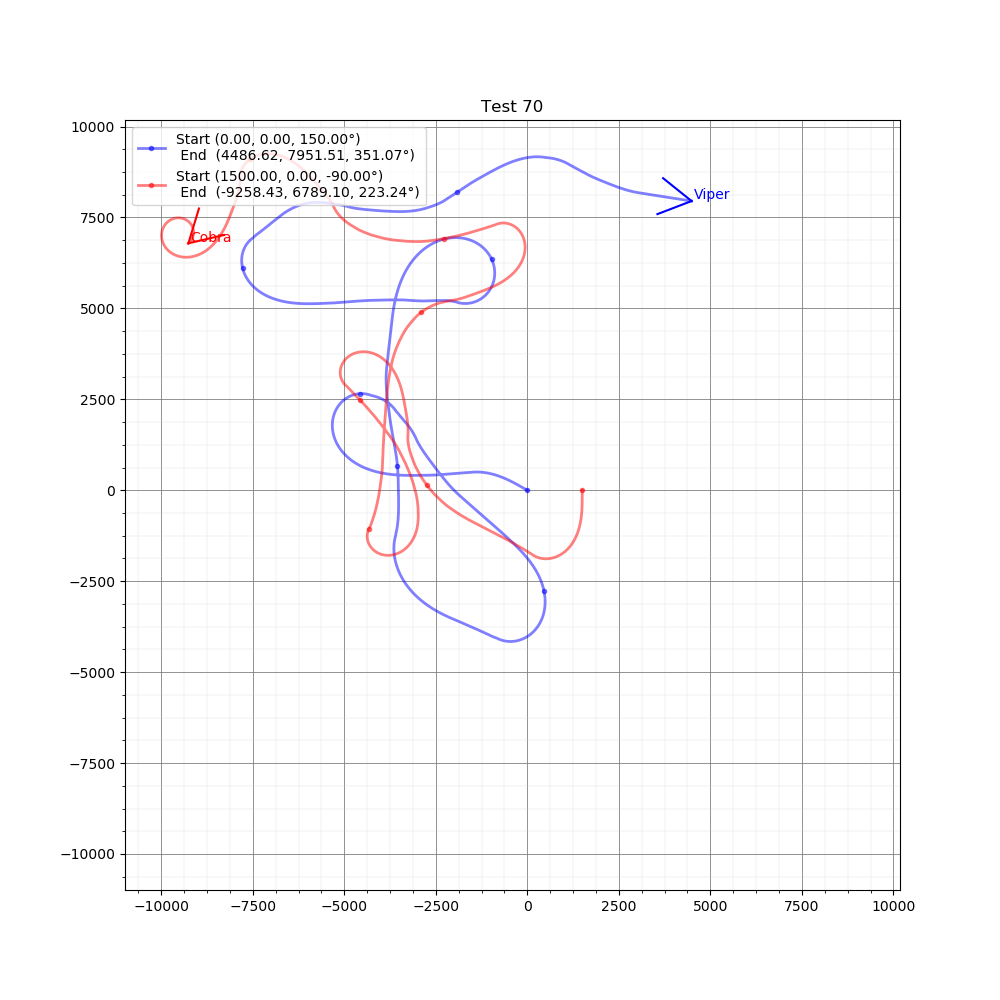 Test 70
Start (0.00, 0.00, 150.00°)
End  (4486.62, 7951.51, 351.07°)
Start (1500.00, 0.00, -90.00°)
End  (-9258.43, 6789.10, 223.24°)
Viper
Cobra
10000
7500
5000
2500
0
−2500
−5000
−7500
−10000
−10000 −7500 −5000 −2500 0 2500 5000 7500 10000